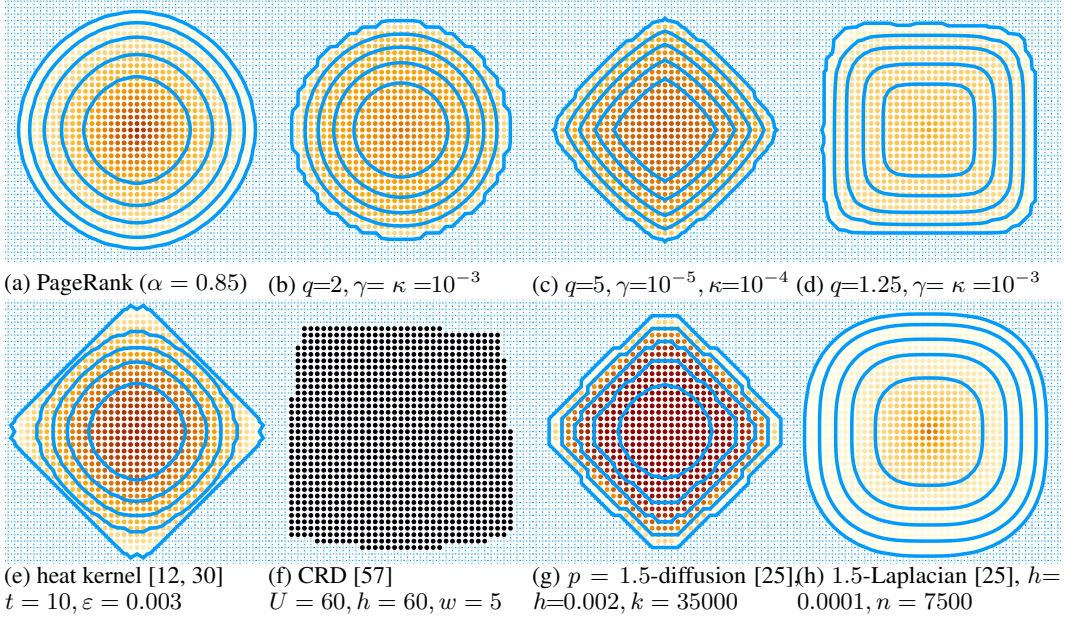 (a) PageRank (α = 0.85)
(b) q=2, γ= κ =10⁻³
(c) q=5, γ=10⁻⁵, κ=10⁻⁴
(d) q=1.25, γ= κ =10⁻³
(e) heat kernel [12, 30]
t = 10, ε = 0.003
(f) CRD [57]
U = 60, h = 60, w = 5
(g) p = 1.5-diffusion [25],
h=0.002, k = 35000
(h) 1.5-Laplacian [25], h=
0.0001, n = 7500